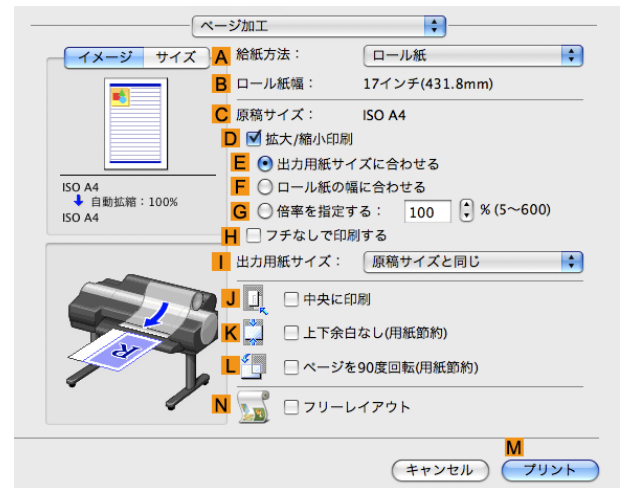 ページ加工
イメージ サイズ
A 給紙方法： ロール紙
B ロール紙幅： 17インチ(431.8mm)
C 原稿サイズ： ISO A4
D 拡大/縮小印刷
E 出力用紙サイズに合わせる
F ロール紙の幅に合わせる
G 倍率を指定する： 100 % (5〜600)
H フチなしで印刷する
I 出力用紙サイズ： 原稿サイズと同じ
ISO A4
自動拡縮：100%
ISO A4
R
J 中央に印刷
K 上下余白なし(用紙節約)
L ページを90度回転(用紙節約)
N フリーレイアウト
M
キャンセル プリント